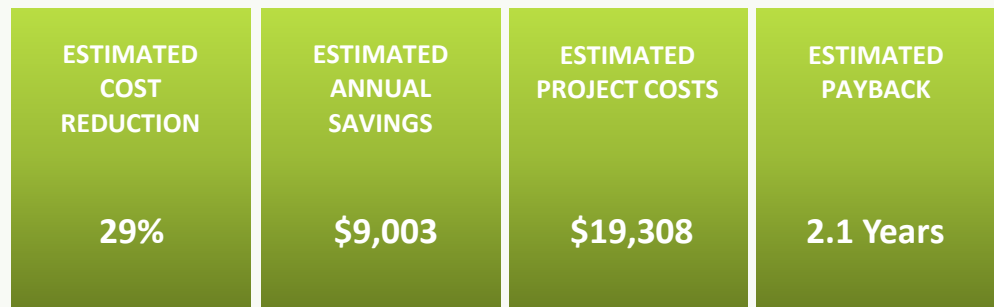 ESTIMATED
COST
REDUCTION
29%
ESTIMATED
ANNUAL
SAVINGS
$9,003
ESTIMATED
PROJECT COSTS
$19,308
ESTIMATED
PAYBACK
2.1 Years